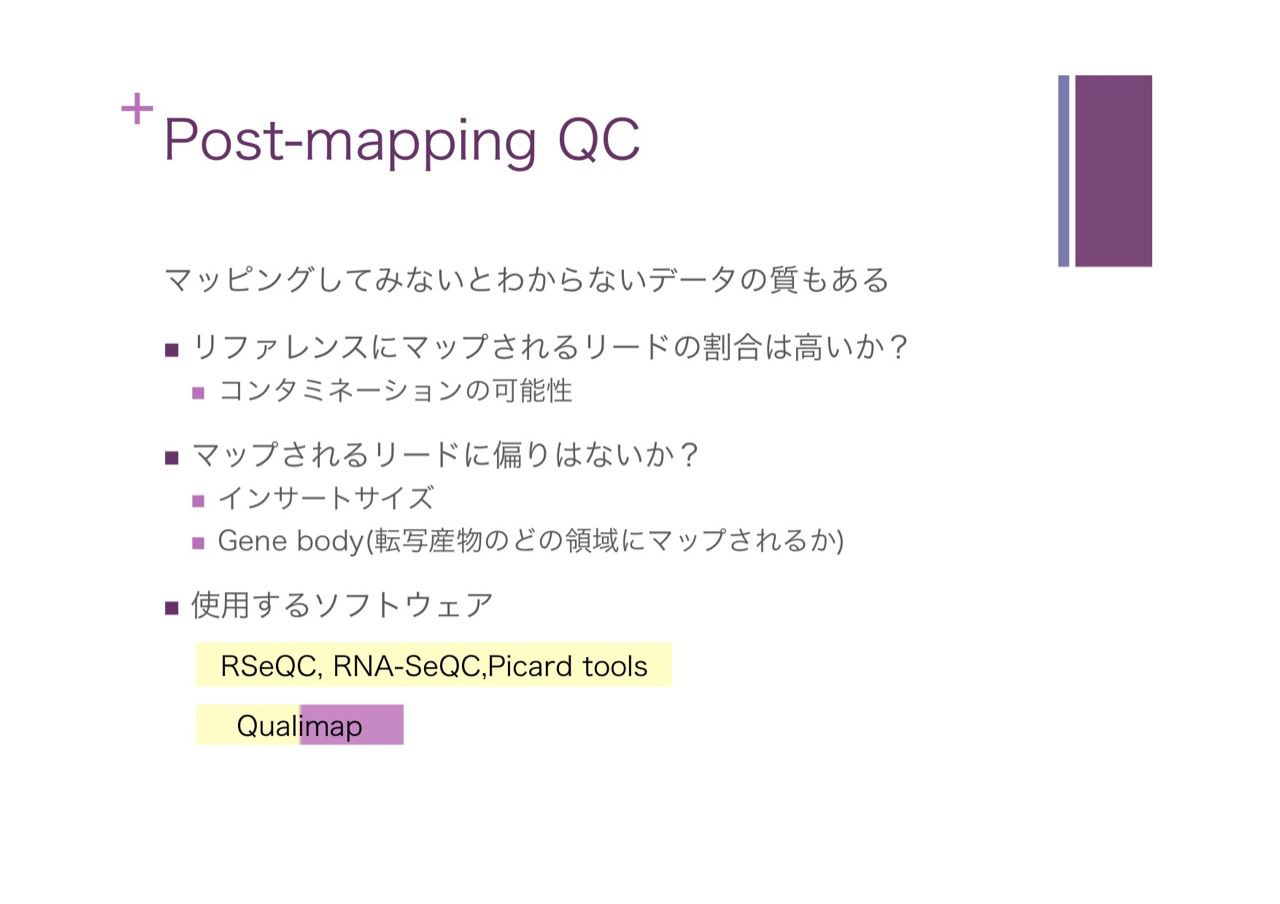 +
Post-mapping QC
マッピングしてみないとわからないデータの質もある
■ リファレンスにマップされるリードの割合は高いか？
■ コンタミネーションの可能性
■ マップされるリードに偏りはないか？
■ インサートサイズ
■ Gene body(転写産物のどの領域にマップされるか)
■ 使用するソフトウェア
RSeQC, RNA-SeQC,Picard tools
Qualimap